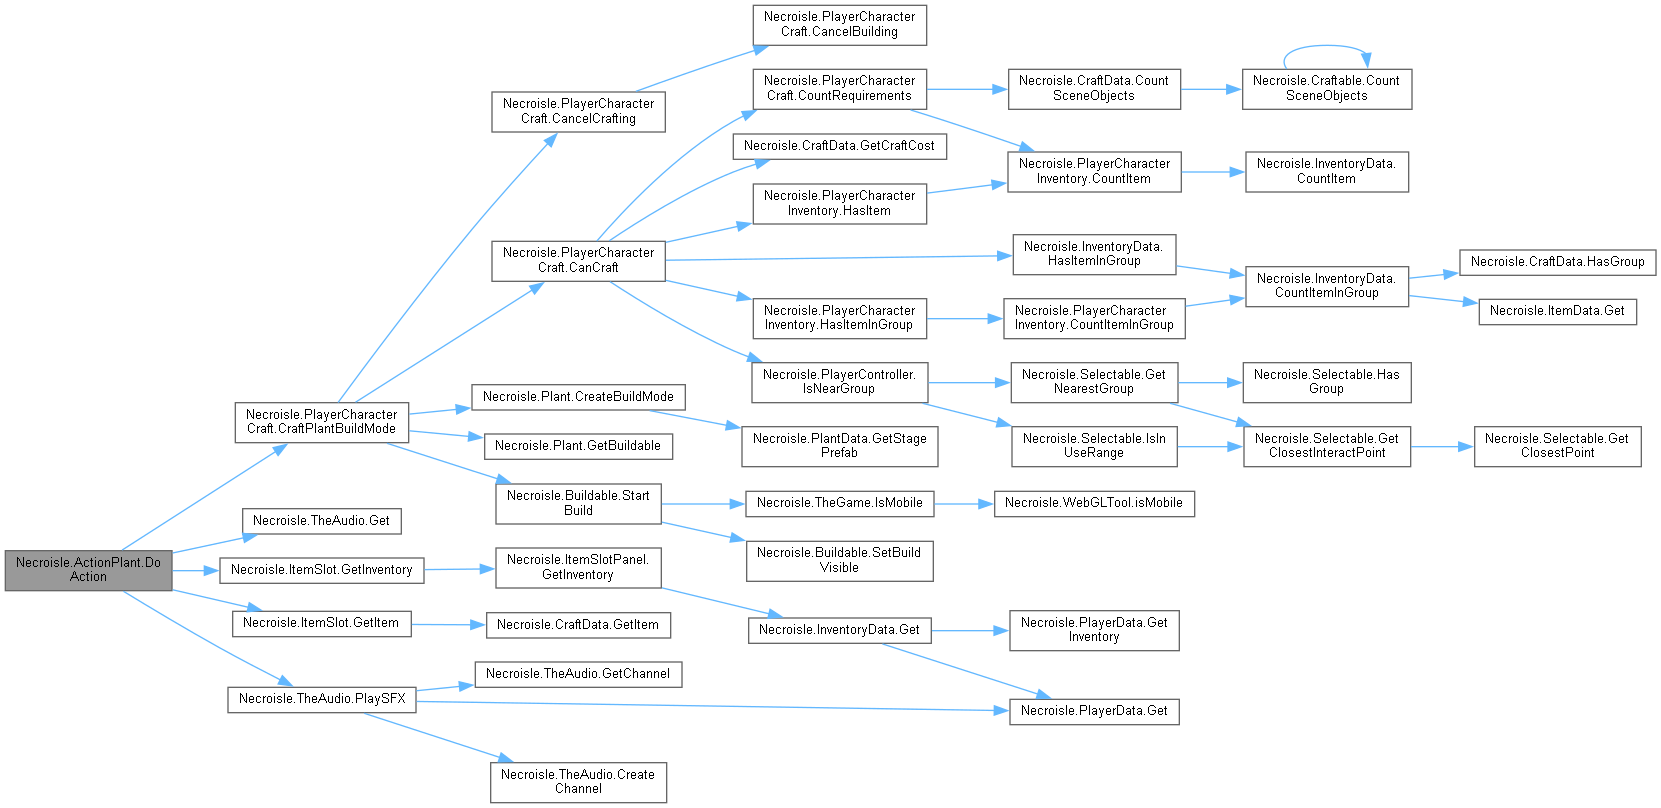 Necroisle.PlayerCharacter
Craft.CancelBuilding
Necroisle.PlayerCharacter
Craft.CountRequirements
Necroisle.CraftData.Count
SceneObjects
Necroisle.Craftable.Count
SceneObjects
Necroisle.PlayerCharacter
Craft.CancelCrafting
Necroisle.CraftData.GetCraftCost
Necroisle.PlayerCharacter
Inventory.CountItem
Necroisle.InventoryData.
CountItem
Necroisle.PlayerCharacter
Inventory.HasItem
Necroisle.PlayerCharacter
Craft.CanCraft
Necroisle.InventoryData.
HasItemInGroup
Necroisle.InventoryData.
CountItemInGroup
Necroisle.CraftData.HasGroup
Necroisle.ItemData.Get
Necroisle.PlayerCharacter
Inventory.HasItemInGroup
Necroisle.PlayerCharacter
Inventory.CountItemInGroup
Necroisle.PlayerController.
IsNearGroup
Necroisle.Selectable.Get
NearestGroup
Necroisle.Selectable.Has
Group
Necroisle.PlayerCharacter
Craft.CraftPlantBuildMode
Necroisle.Plant.CreateBuildMode
Necroisle.Plant.GetBuildable
Necroisle.PlantData.GetStage
Prefab
Necroisle.Selectable.IsIn
UseRange
Necroisle.Selectable.Get
ClosestInteractPoint
Necroisle.Selectable.Get
ClosestPoint
Necroisle.Buildable.Start
Build
Necroisle.TheGame.IsMobile
Necroisle.WebGLTool.isMobile
Necroisle.TheAudio.Get
Necroisle.Buildable.SetBuild
Visible
Necroisle.ActionPlant.Do
Action
Necroisle.ItemSlot.GetInventory
Necroisle.ItemSlotPanel.
GetInventory
Necroisle.ItemSlot.GetItem
Necroisle.CraftData.GetItem
Necroisle.InventoryData.Get
Necroisle.PlayerData.Get
Inventory
Necroisle.TheAudio.GetChannel
Necroisle.TheAudio.PlaySFX
Necroisle.PlayerData.Get
Necroisle.TheAudio.Create
Channel